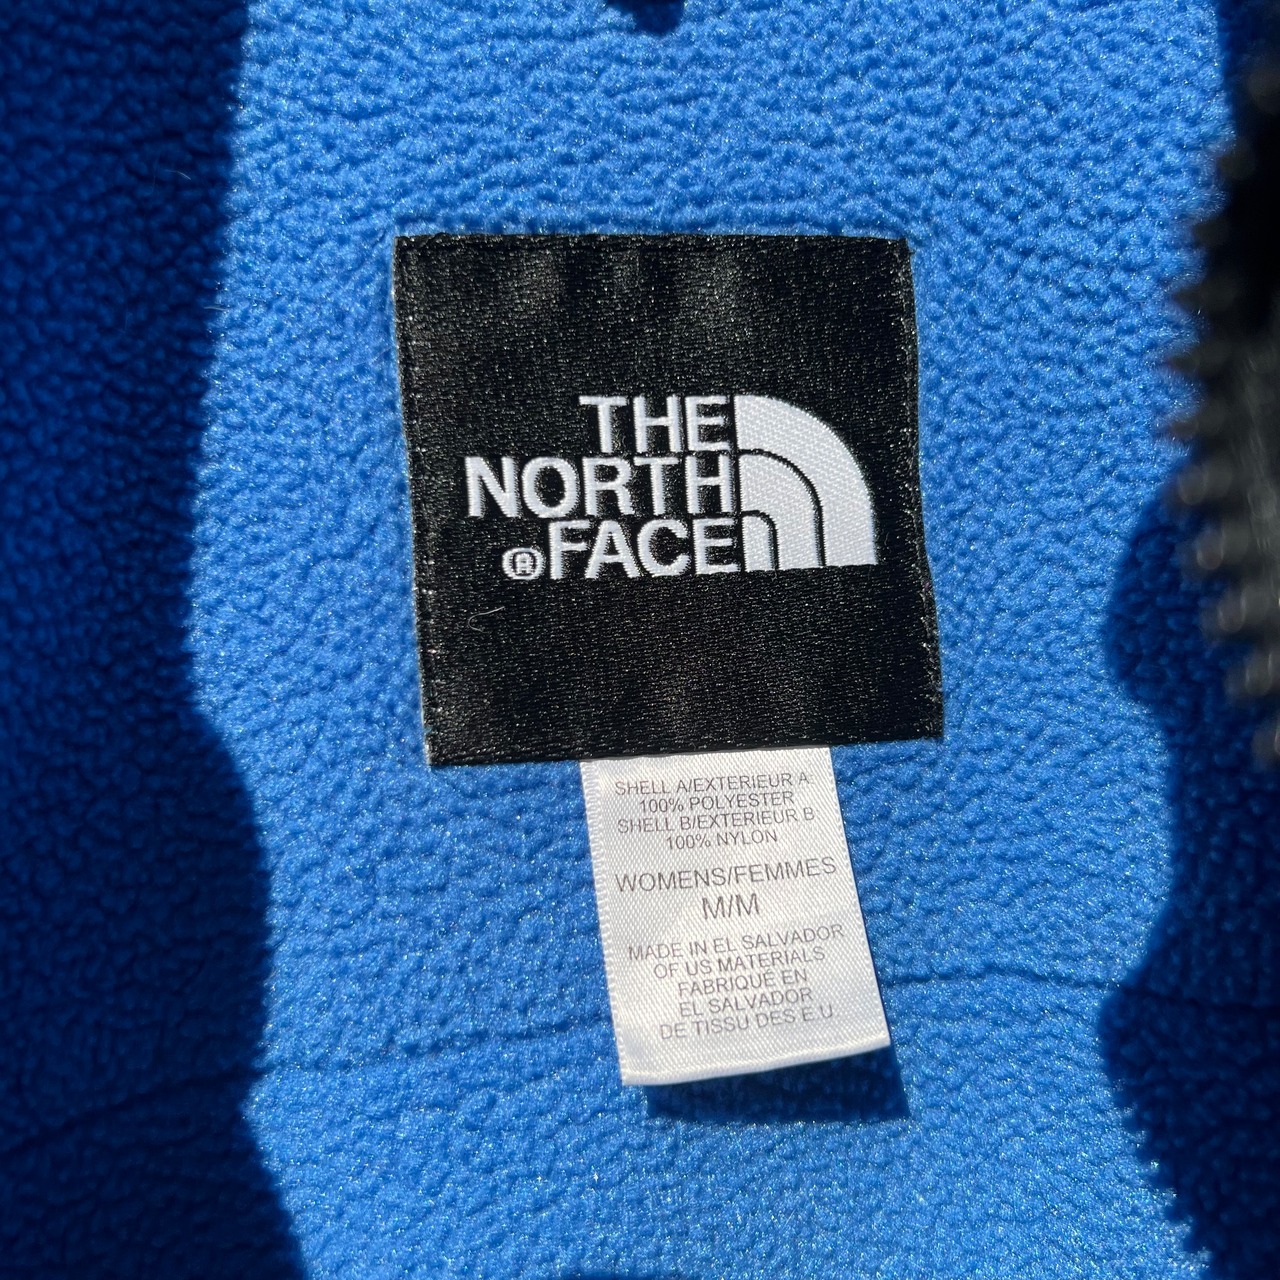 THE
NORTH
®FACE
SHELL A/EXTERIEUR A:
100% POLYESTER
SHELL B/EXTERIEUR B
100% NYLON
WOMENS/FEMMES
M/M
MADE IN EL SALVADOR
OF US MATERIALS
FABRIQUE EN
EL SALVADOR
DE TISSU DES E.U.